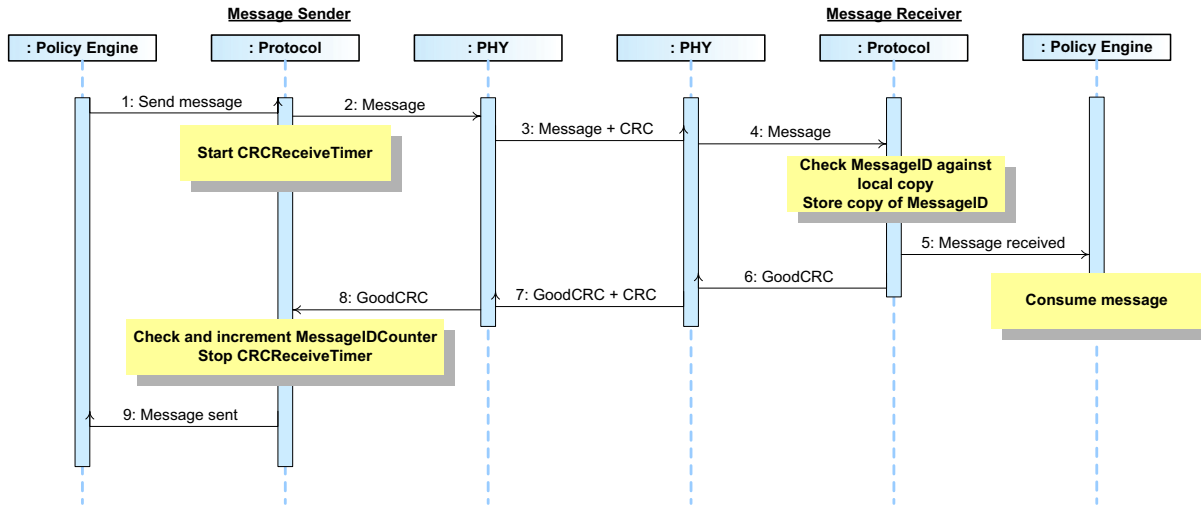 Message Sender
Message Receiver
: Policy Engine
: Protocol
: PHY
: PHY
: Protocol
: Policy Engine
1: Send message
2: Message
3: Message + CRC
4: Message
Start CRCReceiveTimer
Check MessageID against
local copy
Store copy of MessageID
5: Message received
6: GoodCRC
7: GoodCRC + CRC
8: GoodCRC
Consume message
Check and increment MessageIDCounter
Stop CRCReceiveTimer
9: Message sent